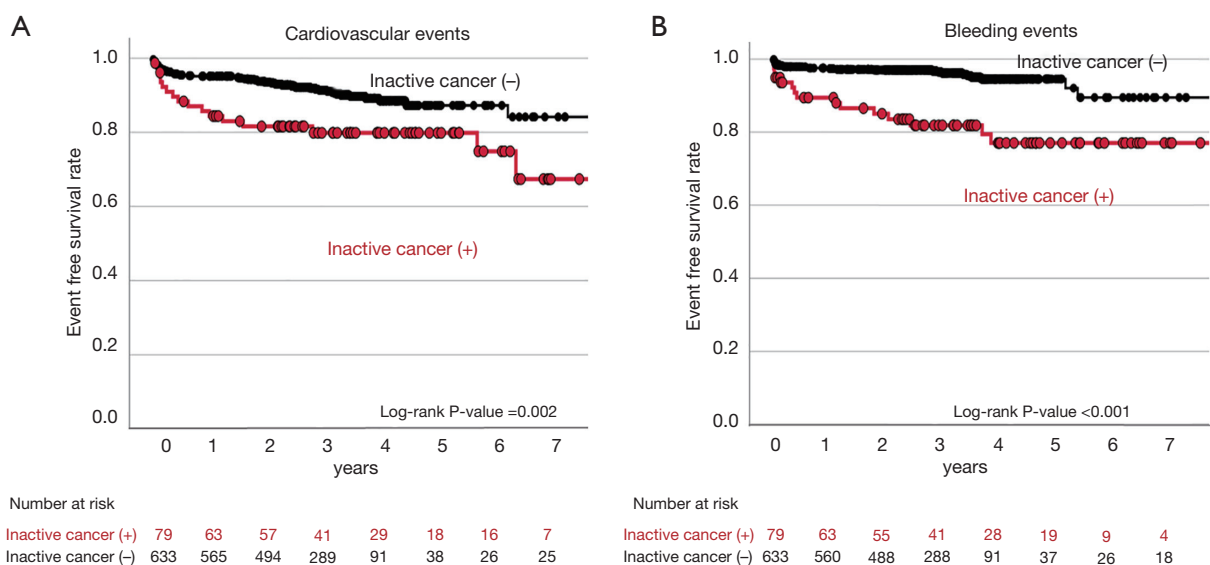 A
Cardiovascular events
Event free survival rate
1.0
0.8
0.6
0.4
0.2
0.0
Inactive cancer (–)
Inactive cancer (+)
Log-rank P-value =0.002
0 1 2 3 4 5 6 7
years
Number at risk
Inactive cancer (+) 79 63 57 41 29 18 16 7
Inactive cancer (–) 633 565 494 289 91 38 26 25
B
Bleeding events
Event free survival rate
1.0
0.8
0.6
0.4
0.2
0.0
Inactive cancer (–)
Inactive cancer (+)
Log-rank P-value <0.001
0 1 2 3 4 5 6 7
years
Number at risk
Inactive cancer (+) 79 63 55 41 28 19 9 4
Inactive cancer (–) 633 560 488 288 91 37 26 18